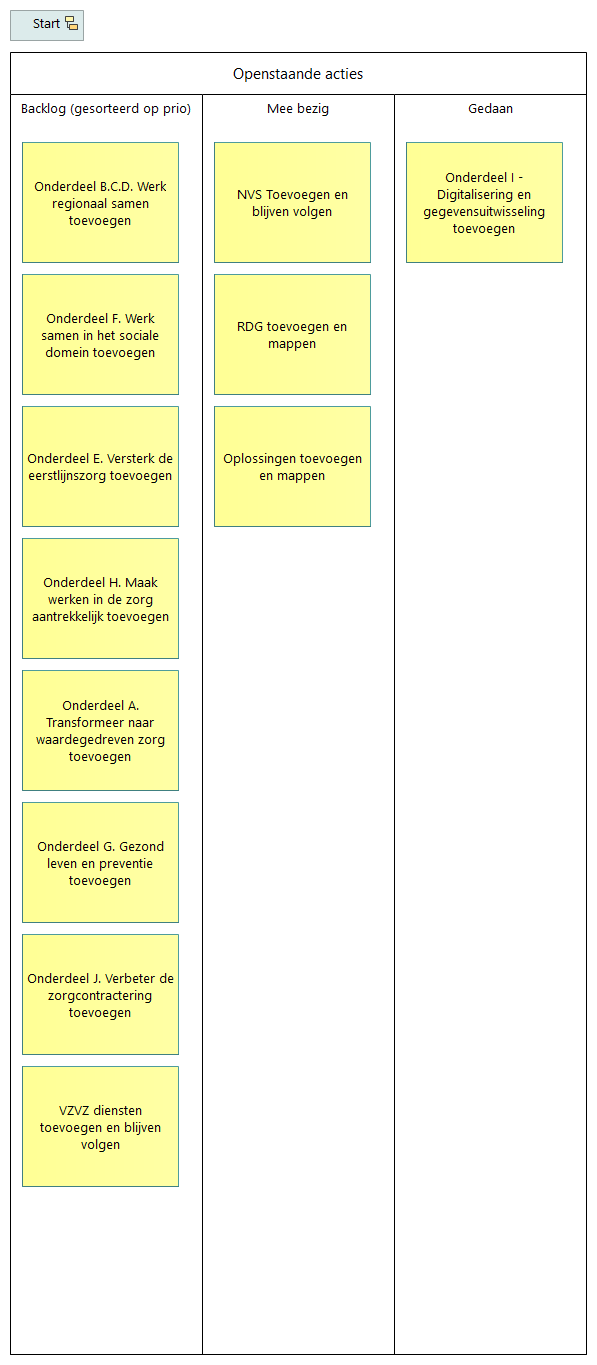 Start
Openstaande acties
Backlog (gesorteerd op prio)
Onderdeel B.C.D. Werk
regionaal samen
toevoegen
Onderdeel F. Werk
samen in het sociale
domein toevoegen
Onderdeel E. Versterk de
eerstlijnszorg toevoegen
Onderdeel H. Maak
werken in de zorg
aantrekkelijk toevoegen
Onderdeel A.
Transformeer naar
waardegedreven zorg
toevoegen
Onderdeel G. Gezond
leven en preventie
toevoegen
Onderdeel J. Verbeter de
zorgcontractering
toevoegen
VZVZ diensten
toevoegen en blijven
volgen
Mee bezig
NVS Toevoegen en
blijven volgen
RDG toevoegen en
mappen
Oplossingen toevoegen
en mappen
Gedaan
Onderdeel I -
Digitalisering en
gegevensuitwisseling
toevoegen